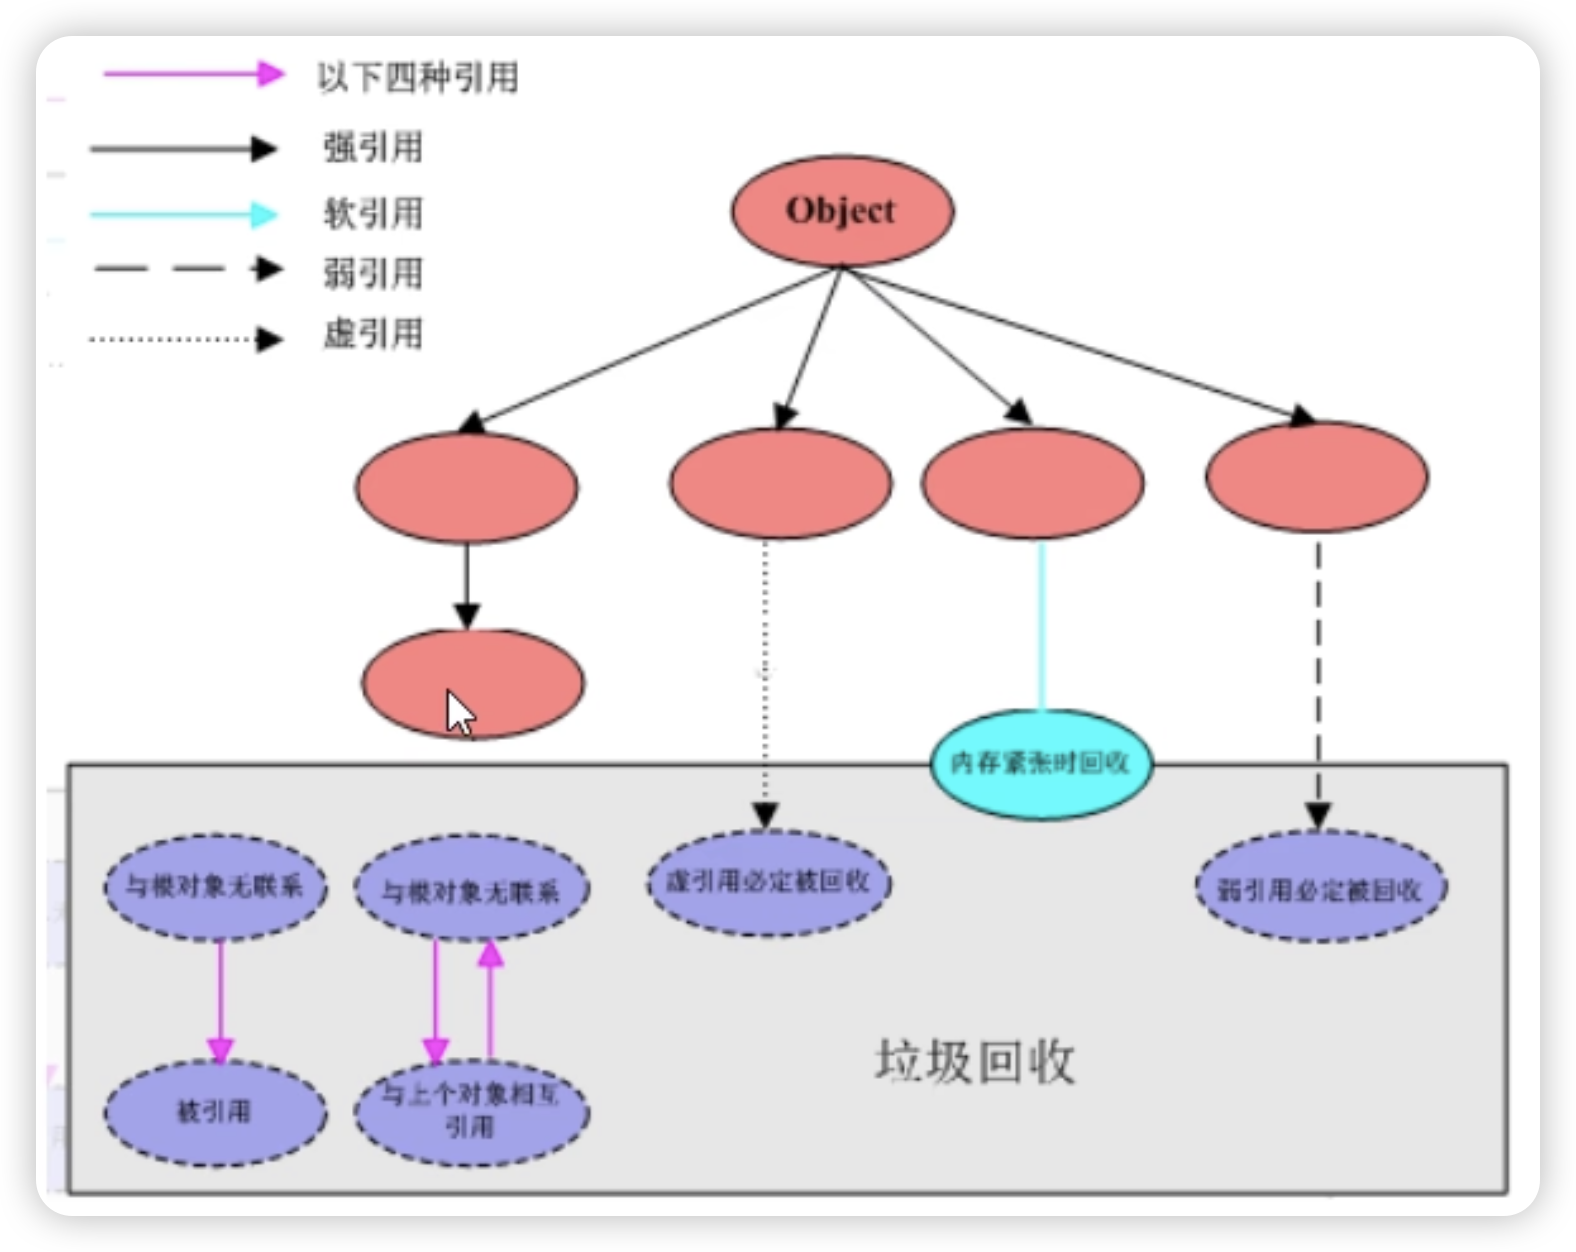 以下四种引用
强引用
软引用
弱引用
虚引用
Object
内存紧张时回收
与根对象无联系
与根对象无联系
虚引用必定被回收
弱引用必定被回收
被引用
与上个对象相互
引用
垃圾回收